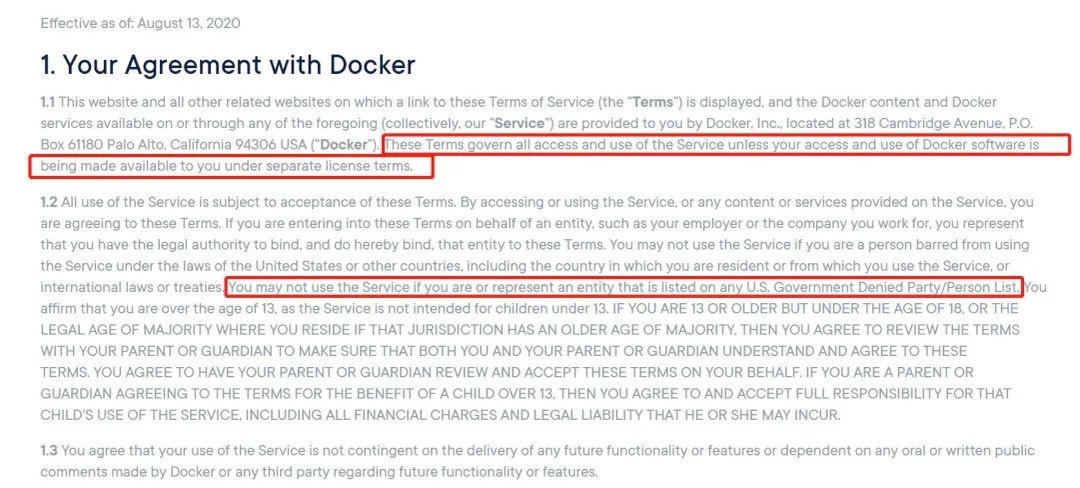 Effective as of: August 13, 2020
1. Your Agreement with Docker
1.1 This website and all other related websites on which a link to these Terms of Service (the “Terms”) is displayed, and the Docker content and Docker
services available on or through any of the foregoing (collectively, our “Service”) are provided to you by Docker, Inc., located at 318 Cambridge Avenue, P.O.
Box 61180 Palo Alto, California 94306 USA (“Docker”). These Terms govern all access and use of the Service unless your access and use of Docker software is
being made available to you under separate license terms.
1.2 All use of the Service is subject to acceptance of these Terms. By accessing or using the Service, or any content or services provided on the Service, you
are agreeing to these Terms. If you are entering into these Terms on behalf of an entity, such as your employer or the company you work for, you represent
that you have the legal authority to bind, and do hereby bind, that entity to these Terms. You may not use the Service if you are a person barred from using
the Service under the laws of the United States or other countries, including the country in which you are resident or from which you use the Service, or
international laws or treaties. You may not use the Service if you are or represent an entity that is listed on any U.S. Government Denied Party/Person List. You
affirm that you are over the age of 13, as the Service is not intended for children under 13. IF YOU ARE 13 OR OLDER BUT UNDER THE AGE OF 18, OR THE
LEGAL AGE OF MAJORITY WHERE YOU RESIDE IF THAT JURISDICTION HAS AN OLDER AGE OF MAJORITY, THEN YOU AGREE TO REVIEW THE TERMS
WITH YOUR PARENT OR GUARDIAN TO MAKE SURE THAT BOTH YOU AND YOUR PARENT OR GUARDIAN UNDERSTAND AND AGREE TO THESE
TERMS. YOU AGREE TO HAVE YOUR PARENT OR GUARDIAN REVIEW AND ACCEPT THESE TERMS ON YOUR BEHALF. IF YOU ARE A PARENT OR
GUARDIAN AGREEING TO THE TERMS FOR THE BENEFIT OF A CHILD OVER 13, THEN YOU AGREE TO AND ACCEPT FULL RESPONSIBILITY FOR THAT
CHILD'S USE OF THE SERVICE, INCLUDING ALL FINANCIAL CHARGES AND LEGAL LIABILITY THAT HE OR SHE MAY INCUR.
1.3 You agree that your use of the Service is not contingent on the delivery of any future functionality or features or dependent on any oral or written public
comments made by Docker or any third party regarding future functionality or features.